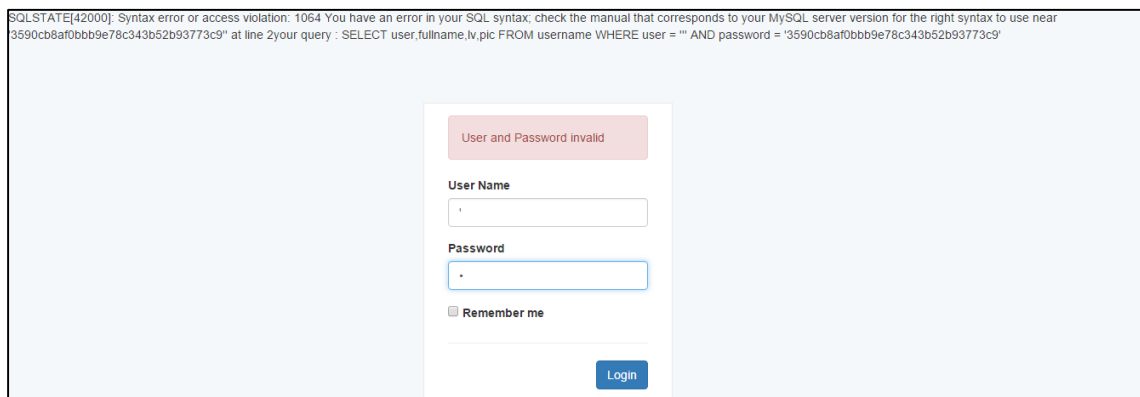 SQLSTATE[42000]: Syntax error or access violation: 1064 You have an error in your SQL syntax; check the manual that corresponds to your MySQL server version for the right syntax to use near
'3590cb8af0bbb9e78c343b52b93773c9'' at line 2your query : SELECT user,fullname,lv,pic FROM username WHERE user = ''' AND password = '3590cb8af0bbb9e78c343b52b93773c9'
User and Password invalid
User Name
'
Password
•
Remember me
Login